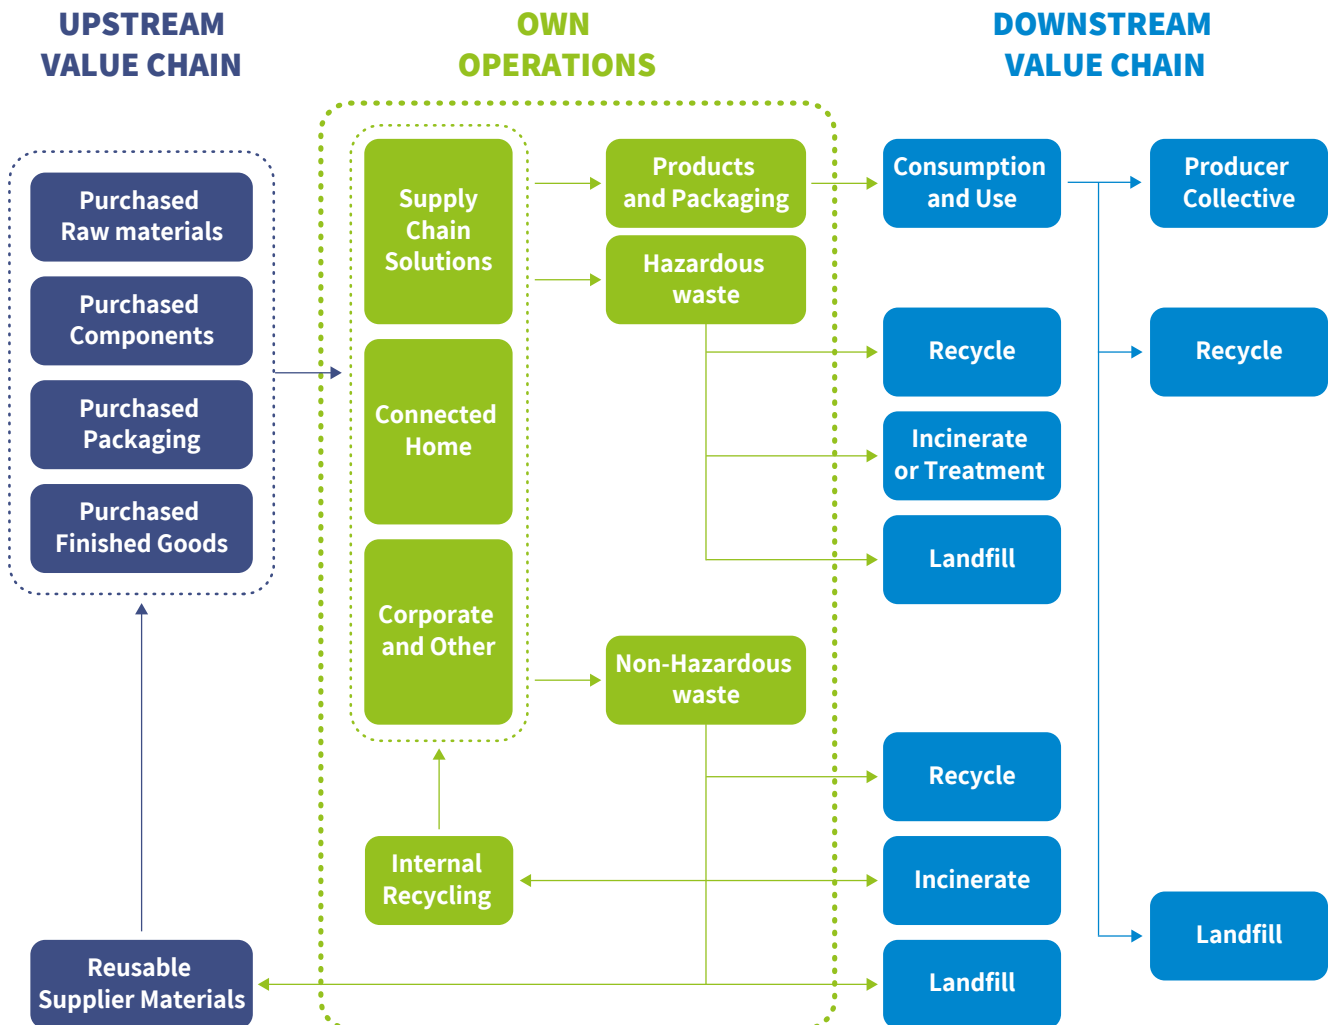 UPSTREAM
VALUE CHAIN
OWN
OPERATIONS
DOWNSTREAM
VALUE CHAIN
Purchased
Raw materials
Purchased
Components
Purchased
Packaging
Purchased
Finished Goods
Reusable
Supplier Materials
Supply
Chain
Solutions
Connected
Home
Corporate
and Other
Internal
Recycling
Products
and Packaging
Hazardous
waste
Non-Hazardous
waste
Consumption
and Use
Recycle
Incinerate
or Treatment
Landfill
Recycle
Incinerate
Landfill
Producer
Collective
Recycle
Landfill